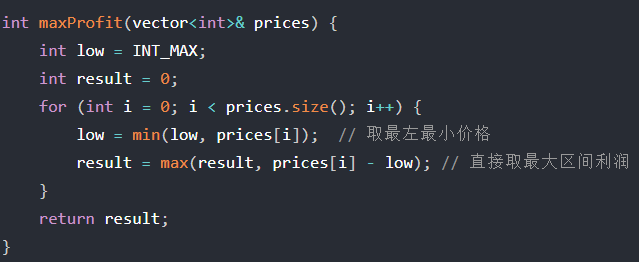 int maxProfit(vector<int>& prices) {
    int low = INT_MAX;
    int result = 0;
    for (int i = 0; i < prices.size(); i++) {
        low = min(low, prices[i]);  // 取最左最小价格
        result = max(result, prices[i] - low); // 直接取最大区间利润
    }
    return result;
}